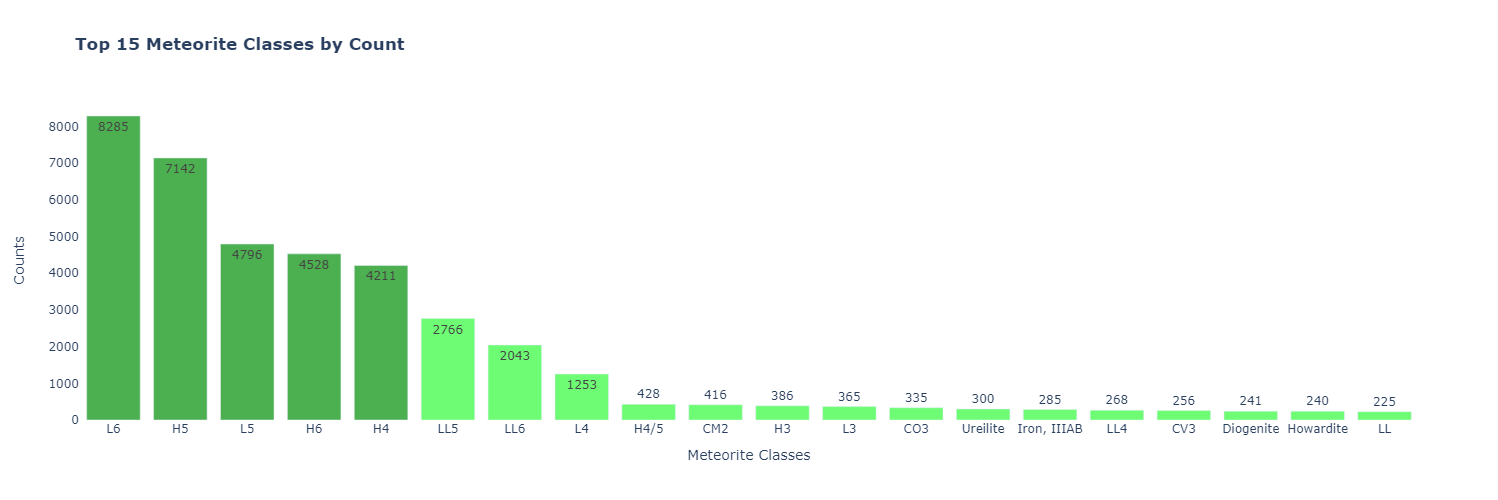 Top 15 Meteorite Classes by Count
Counts
8000
7000
6000
5000
4000
3000
2000
1000
0
8285
7142
4796
4528
4211
2766
2043
1253
428
416
386
365
335
300
285
268
256
241
240
225
L6
H5
L5
H6
H4
LL5
LL6
L4
H4/5
CM2
H3
L3
CO3
Ureilite
Iron, IIIAB
LL4
CV3
Diogenite
Howardite
LL
Meteorite Classes